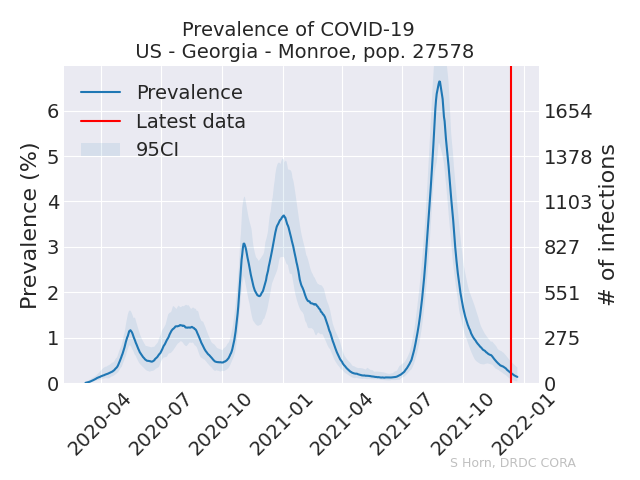 Prevalence of COVID-19
US - Georgia - Monroe, pop. 27578
Prevalence
Latest data
95CI
Prevalence (%)
6
5
4
3
2
1
0
1654
1378
1103
827
551
275
0
# of infections
2020-04
2020-07
2020-10
2021-01
2021-04
2021-07
2021-10
2022-01
S Horn, DRDC CORA